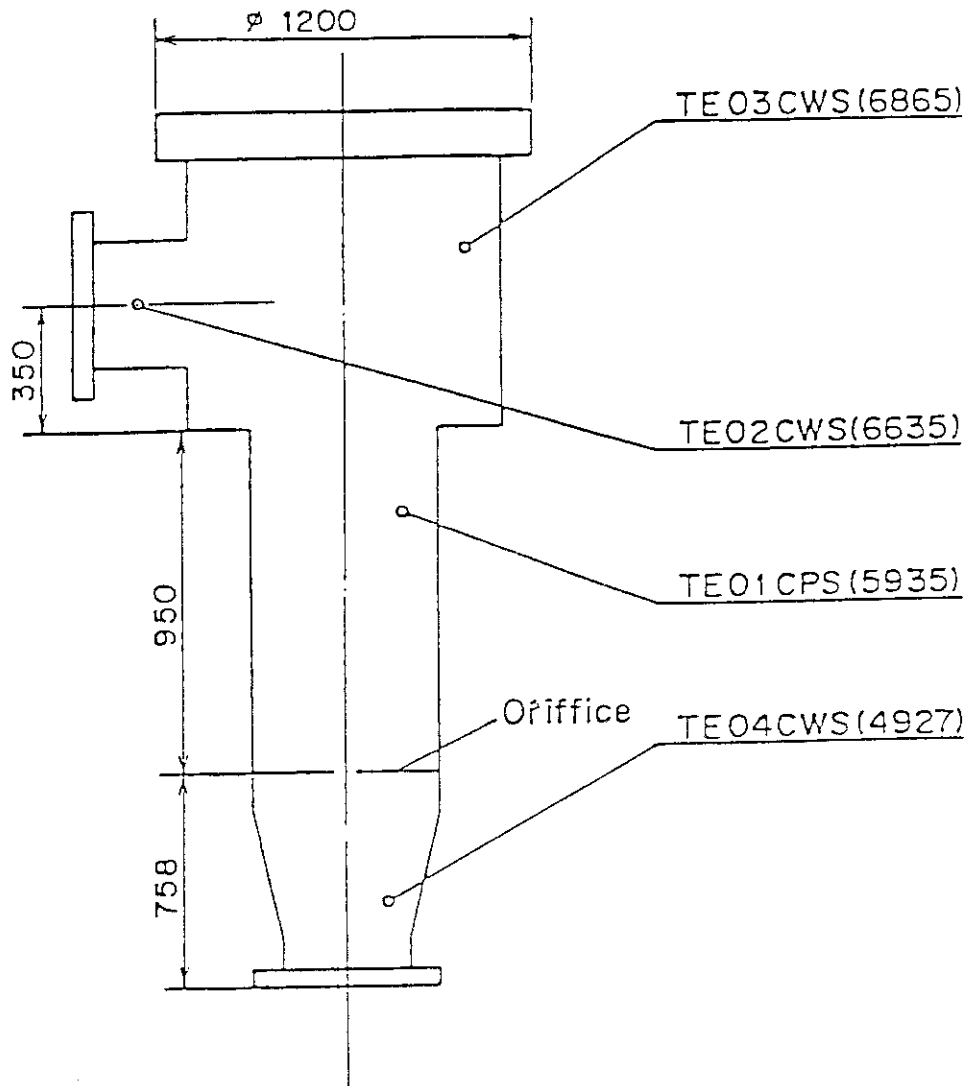 ø 1200
TE03CWS(6865)
350
TE02CWS(6635)
TE01CPS(5935)
950
Oriffice
TE04CWS(4927)
758